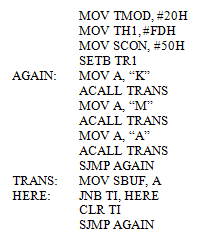 MOV TMOD, #20H
MOV TH1, #FDH
MOV SCON, #50H
SETB TR1
AGAIN: MOV A, “K”
ACALL TRANS
MOV A, “M”
ACALL TRANS
MOV A, “A”
ACALL TRANS
SJMP AGAIN
TRANS: MOV SBUF, A
HERE: JNB TI, HERE
CLR TI
SJMP AGAIN